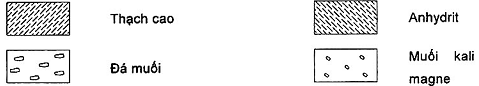 Thạch cao
Anhydrit
Đá muối
Muối kali
magne